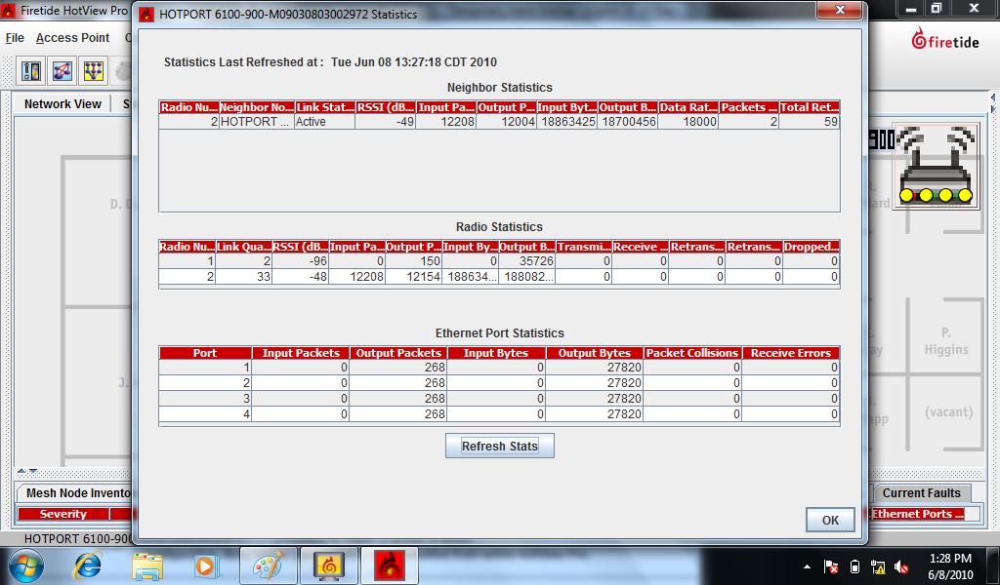 Firetide HotView Pro
HOTPORT 6100-900-M09030803002972 Statistics
File Access Point
firetide
Statistics Last Refreshed at : Tue Jun 08 13:27:18 CDT 2010
Neighbor Statistics
Network View
Radio Nu... Neighbor No... Link Stat... RSSI (dB... Input Pa... Output P... Input Byt... Output B... Data Rat... Packets ... Total Ret...
2 HOTPORT ... Active -49 12208 12004 18863425 18700456 18000 2 59
900
D. D
Radio Statistics
Radio Nu... Link Qua... RSSI (dB... Input Pa... Output P... Input By... Output B... Transmi... Receive ... Retrans... Retrans... Dropped...
1 2 -96 0 150 0 35726 0 0 0 0 0
2 33 -48 12208 12154 188634... 188082... 0 0 0 0 0
Ethernet Port Statistics
P.
Higgins
Port Input Packets Output Packets Input Bytes Output Bytes Packet Collisions Receive Errors
1 0 268 0 27820 0 0
2 0 268 0 27820 0 0
3 0 268 0 27820 0 0
4 0 268 0 27820 0 0
J.
(vacant)
Refresh Stats
Mesh Node Invento
Current Faults
Severity
Ethernet Ports ...
OK
HOTPORT 6100-900
1:28 PM
6/8/2010